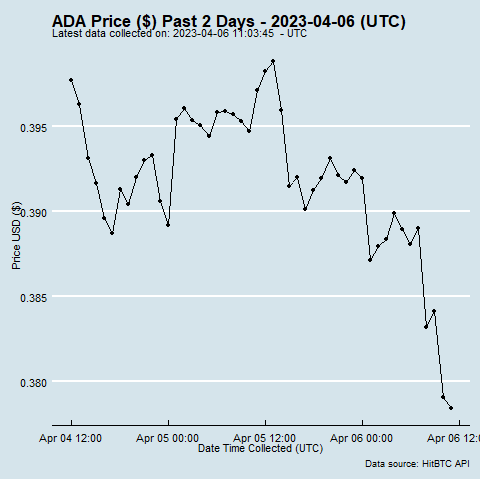 ADA Price ($) Past 2 Days - 2023-04-06 (UTC)
Latest data collected on: 2023-04-06 11:03:45 - UTC
0.395
0.390
0.385
0.380
Price USD ($)
Apr 04 12:00
Apr 05 00:00
Apr 05 12:00
Apr 06 00:00
Apr 06 12:
Date Time Collected (UTC)
Data source: HitBTC API